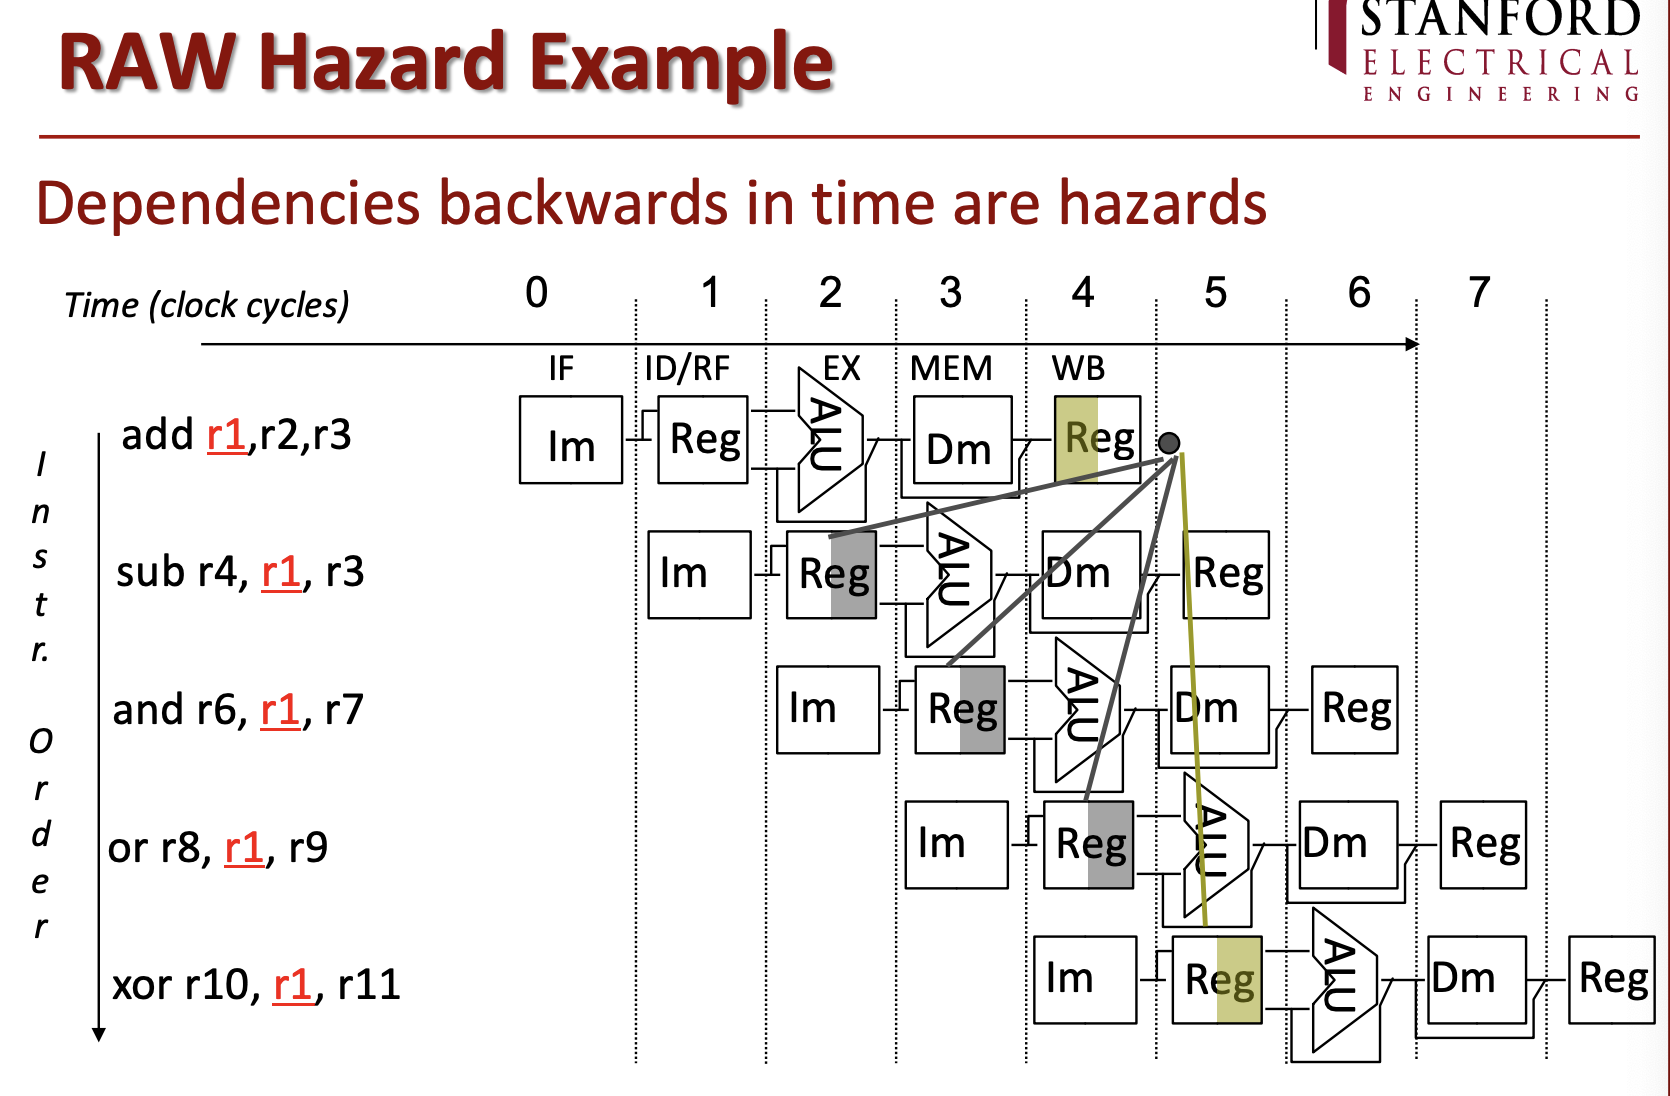 RAW Hazard Example
STANFORD
ELECTRICAL
ENGINEERING
Dependencies backwards in time are hazards
Time (clock cycles) 0 1 2 3 4 5 6 7
IF ID/RF EX MEM WB
Instr. Order
add r1,r2,r3 Im Reg ALU Dm Reg
sub r4, r1, r3 Im Reg ALU Dm Reg
and r6, r1, r7 Im Reg ALU Dm Reg
or r8, r1, r9 Im Reg ALU Dm Reg
xor r10, r1, r11 Im Reg ALU Dm Reg